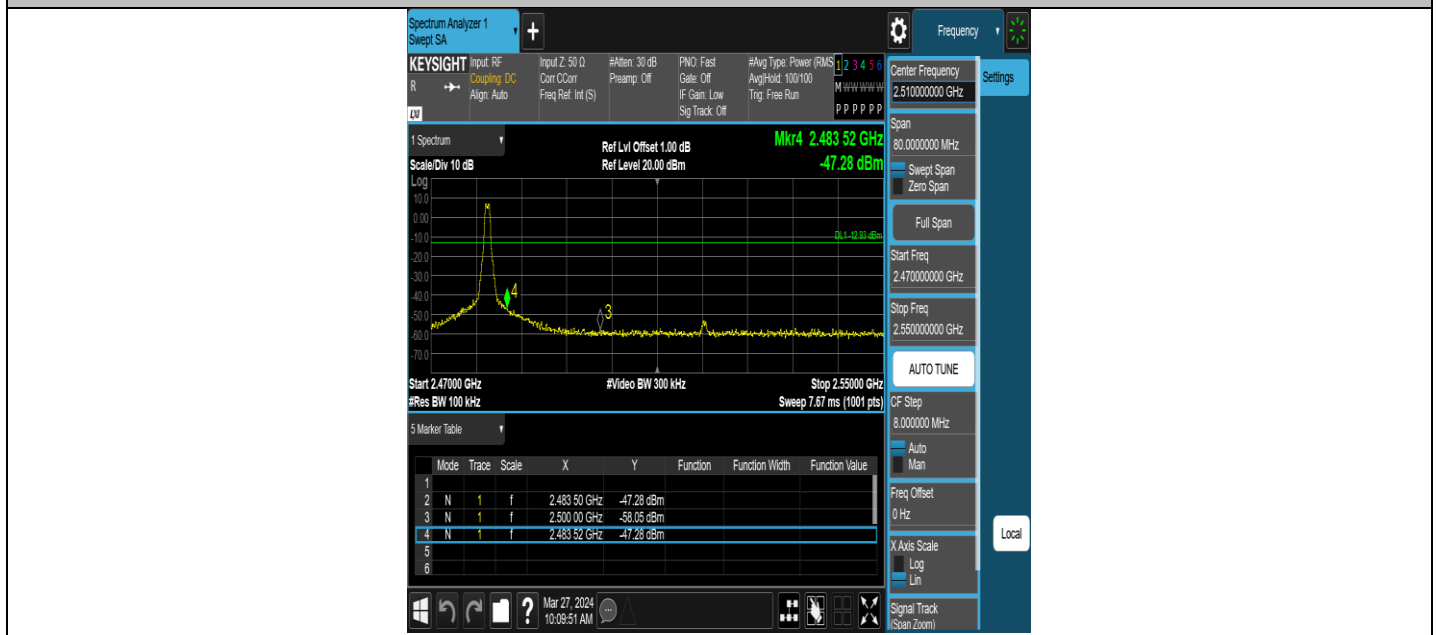 Spectrum Analyzer 1
Swept SA
+
Frequency
KEYSIGHT Input: RF Input Z: 50 Ω #Atten: 30 dB PNO: Fast #Avg Type: Power (RMS 1 2 3 4 5 6
R Coupling: DC Corr CCorr Preamp: Off Gate: Off Avg|Hold: 100/100 M W W W W W
Align: Auto Freq Ref: Int (S) IF Gain: Low Trig: Free Run
LXI Sig Track: Off P P P P P P
Center Frequency
2.510000000 GHz
Settings
Span
80.0000000 MHz
Swept Span
Zero Span
Full Span
Start Freq
2.470000000 GHz
Stop Freq
2.550000000 GHz
AUTO TUNE
CF Step
8.000000 MHz
Auto
Man
Freq Offset
0 Hz
X Axis Scale
Log
Lin
Signal Track
(Span Zoom)
Local
1 Spectrum
Ref Lvl Offset 1.00 dB
Mkr4 2.483 52 GHz
Scale/Div 10 dB
Ref Level 20.00 dBm
-47.28 dBm
Log
10.0
0.00
-10.0
DL1 -12.93 dBm
-20.0
-30.0
-40.0
4
-50.0
3
-60.0
-70.0
Start 2.47000 GHz #Video BW 300 kHz Stop 2.55000 GHz
#Res BW 100 kHz Sweep 7.67 ms (1001 pts)
5 Marker Table
Mode Trace Scale X Y Function Function Width Function Value
1
2 N 1 f 2.483 50 GHz -47.28 dBm
3 N 1 f 2.500 00 GHz -58.05 dBm
4 N 1 f 2.483 52 GHz -47.28 dBm
5
6
?
Mar 27, 2024
10:09:51 AM